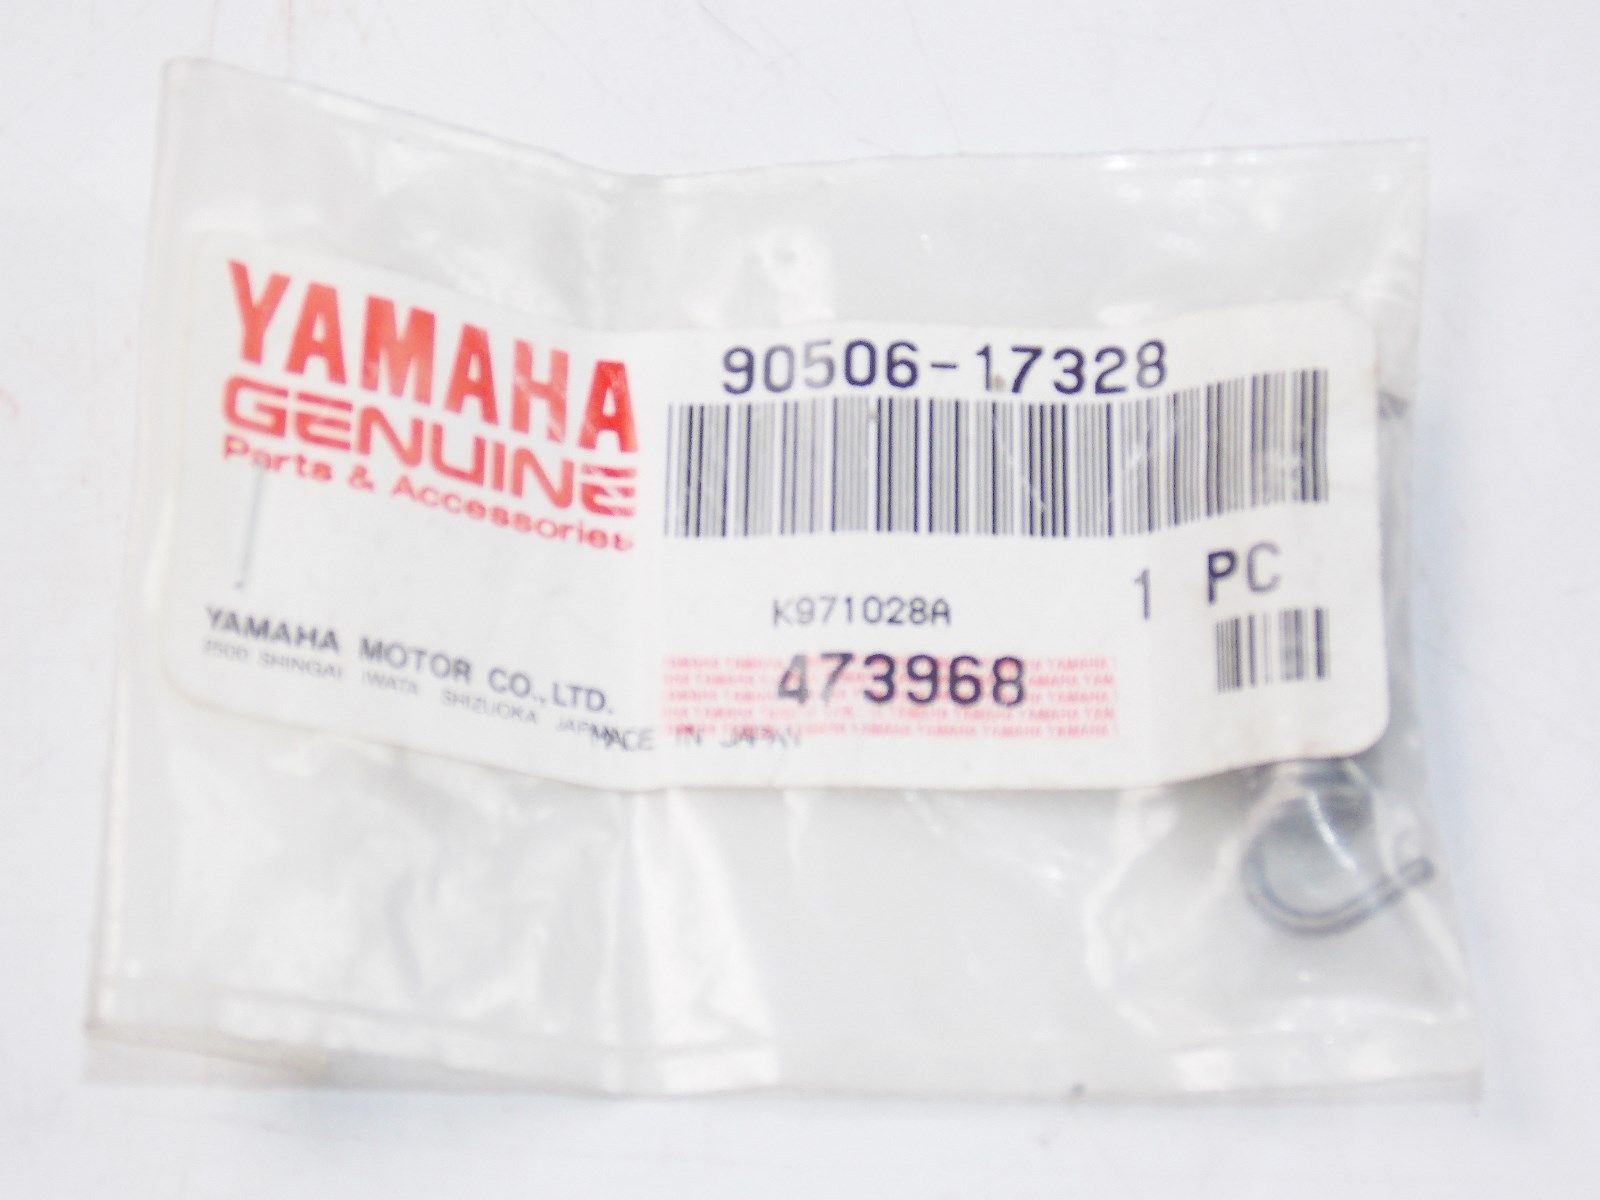 YAMAHA
GENUINE
Parts & Accessories
YAMAHA MOTOR CO., LTD.
2500 SHINGAI IWATA SHIZUOKA JAPAN
90506-17328
1 PC
K971028A
473968
MADE IN JAPAN